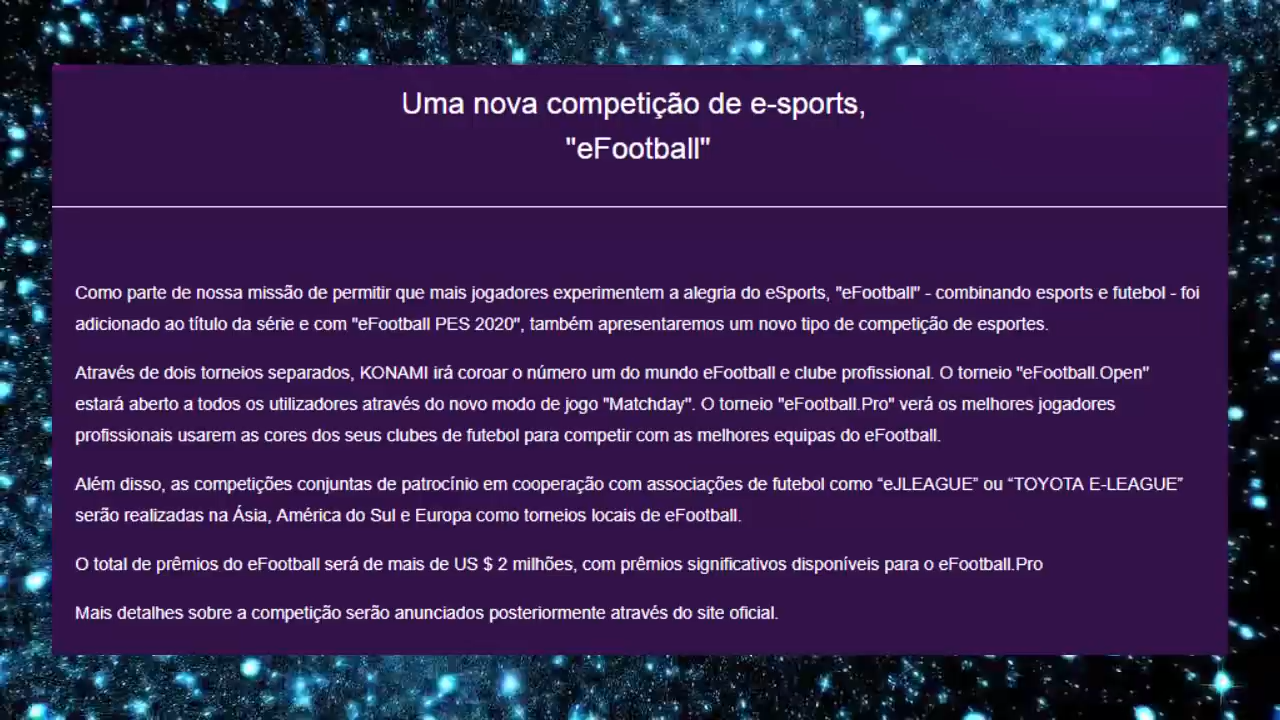 Uma nova competição de e-sports,
"eFootball"
Como parte de nossa missão de permitir que mais jogadores experimentem a alegria do eSports, "eFootball" - combinando esports e futebol - foi
adicionado ao título da série e com "eFootball PES 2020", também apresentaremos um novo tipo de competição de esportes.
Através de dois torneios separados, KONAMI irá coroar o número um do mundo eFootball e clube profissional. O torneio "eFootball.Open"
estará aberto a todos os utilizadores através do novo modo de jogo "Matchday". O torneio "eFootball.Pro" verá os melhores jogadores
profissionais usarem as cores dos seus clubes de futebol para competir com as melhores equipas do eFootball.
Além disso, as competições conjuntas de patrocínio em cooperação com associações de futebol como “eJLEAGUE” ou “TOYOTA E-LEAGUE”
serão realizadas na Ásia, América do Sul e Europa como torneios locais de eFootball.
O total de prêmios do eFootball será de mais de US $ 2 milhões, com prêmios significativos disponíveis para o eFootball.Pro
Mais detalhes sobre a competição serão anunciados posteriormente através do site oficial.